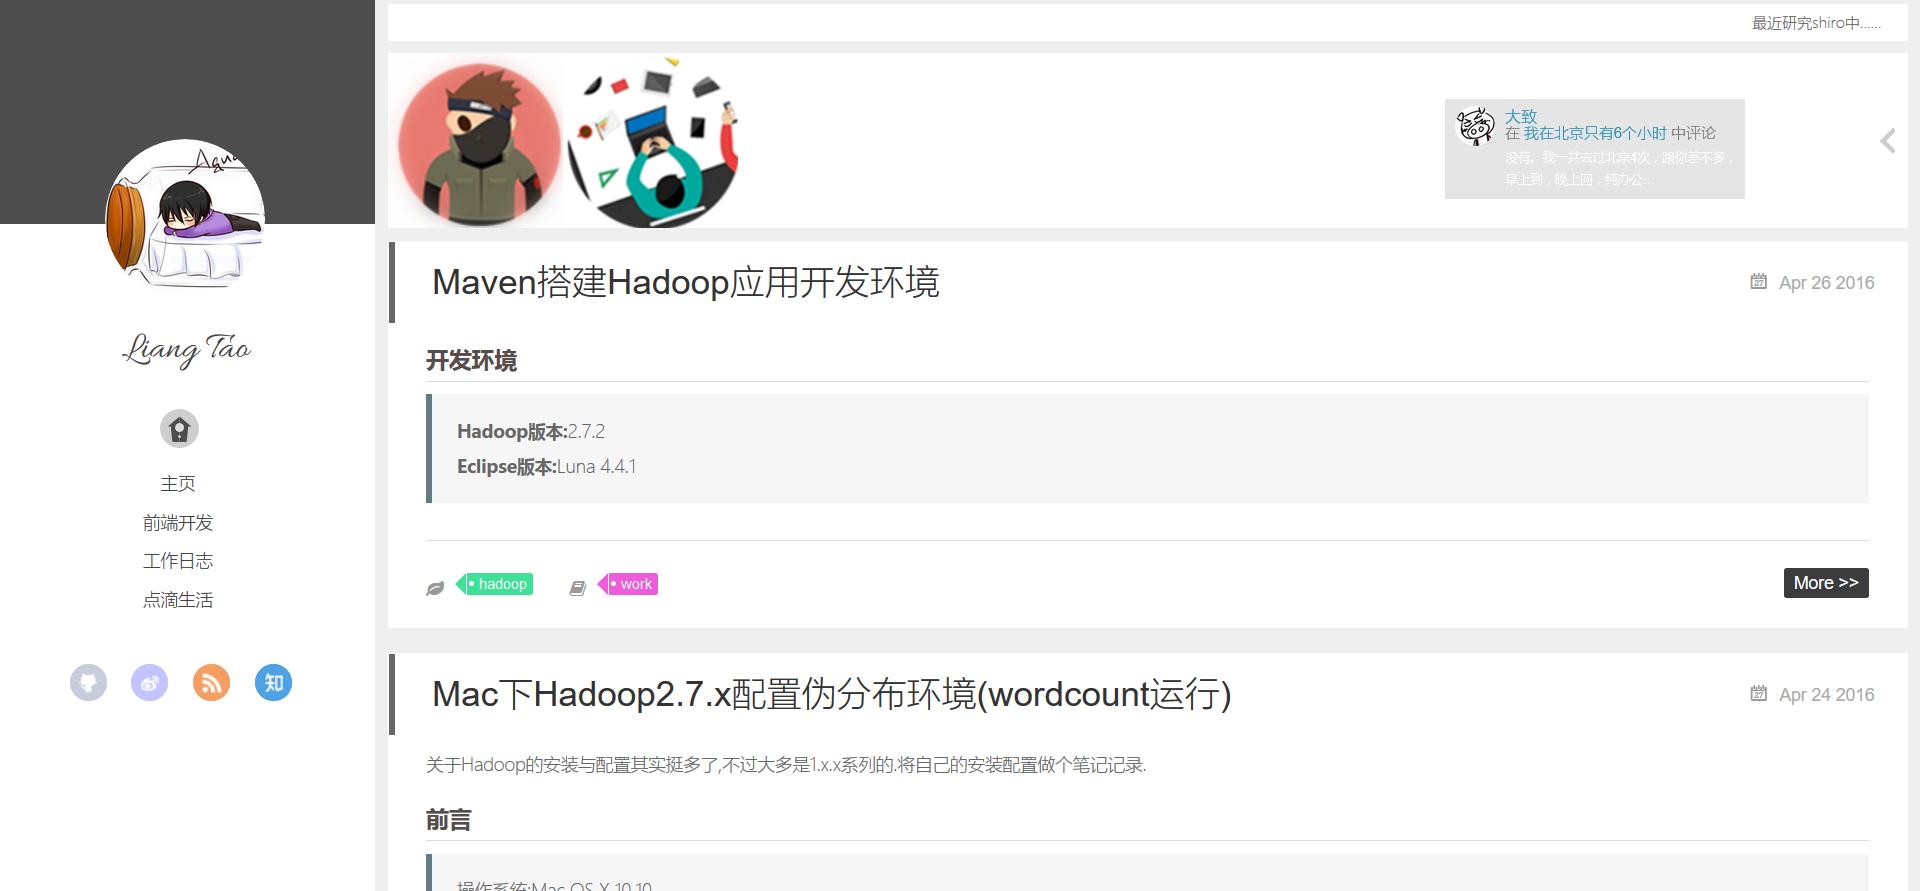 Aqua
Liang Tao
主页
前端开发
工作日志
点滴生活
知
最近研究shiro中……
大致
在 我在北京只有6个小时 中评论
没有。我一共去过北京4次，跟你差不多，
早上到，晚上回，纯办公...
Maven搭建Hadoop应用开发环境
27 Apr 26 2016
开发环境
Hadoop版本:2.7.2
Eclipse版本:Luna 4.4.1
hadoop
work
More >>
Mac下Hadoop2.7.x配置伪分布环境(wordcount运行)
27 Apr 24 2016
关于Hadoop的安装与配置其实挺多了,不过大多是1.x.x系列的.将自己的安装配置做个笔记记录.
前言
操作系统:Mac OS X 10.10